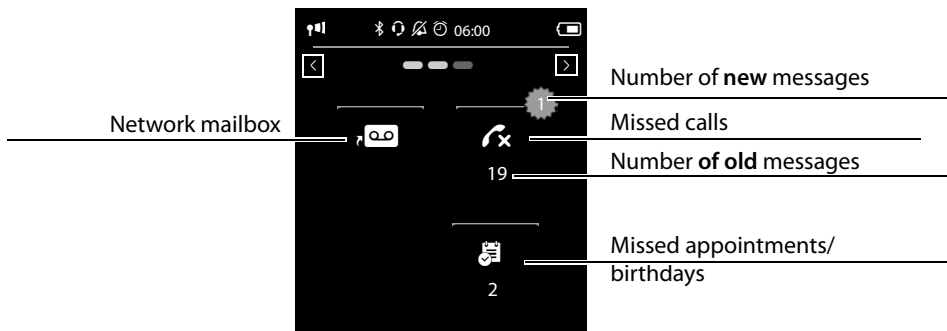 06:00
Number of new messages
1
Network mailbox
Missed calls
Number of old messages
19
Missed appointments/
birthdays
2